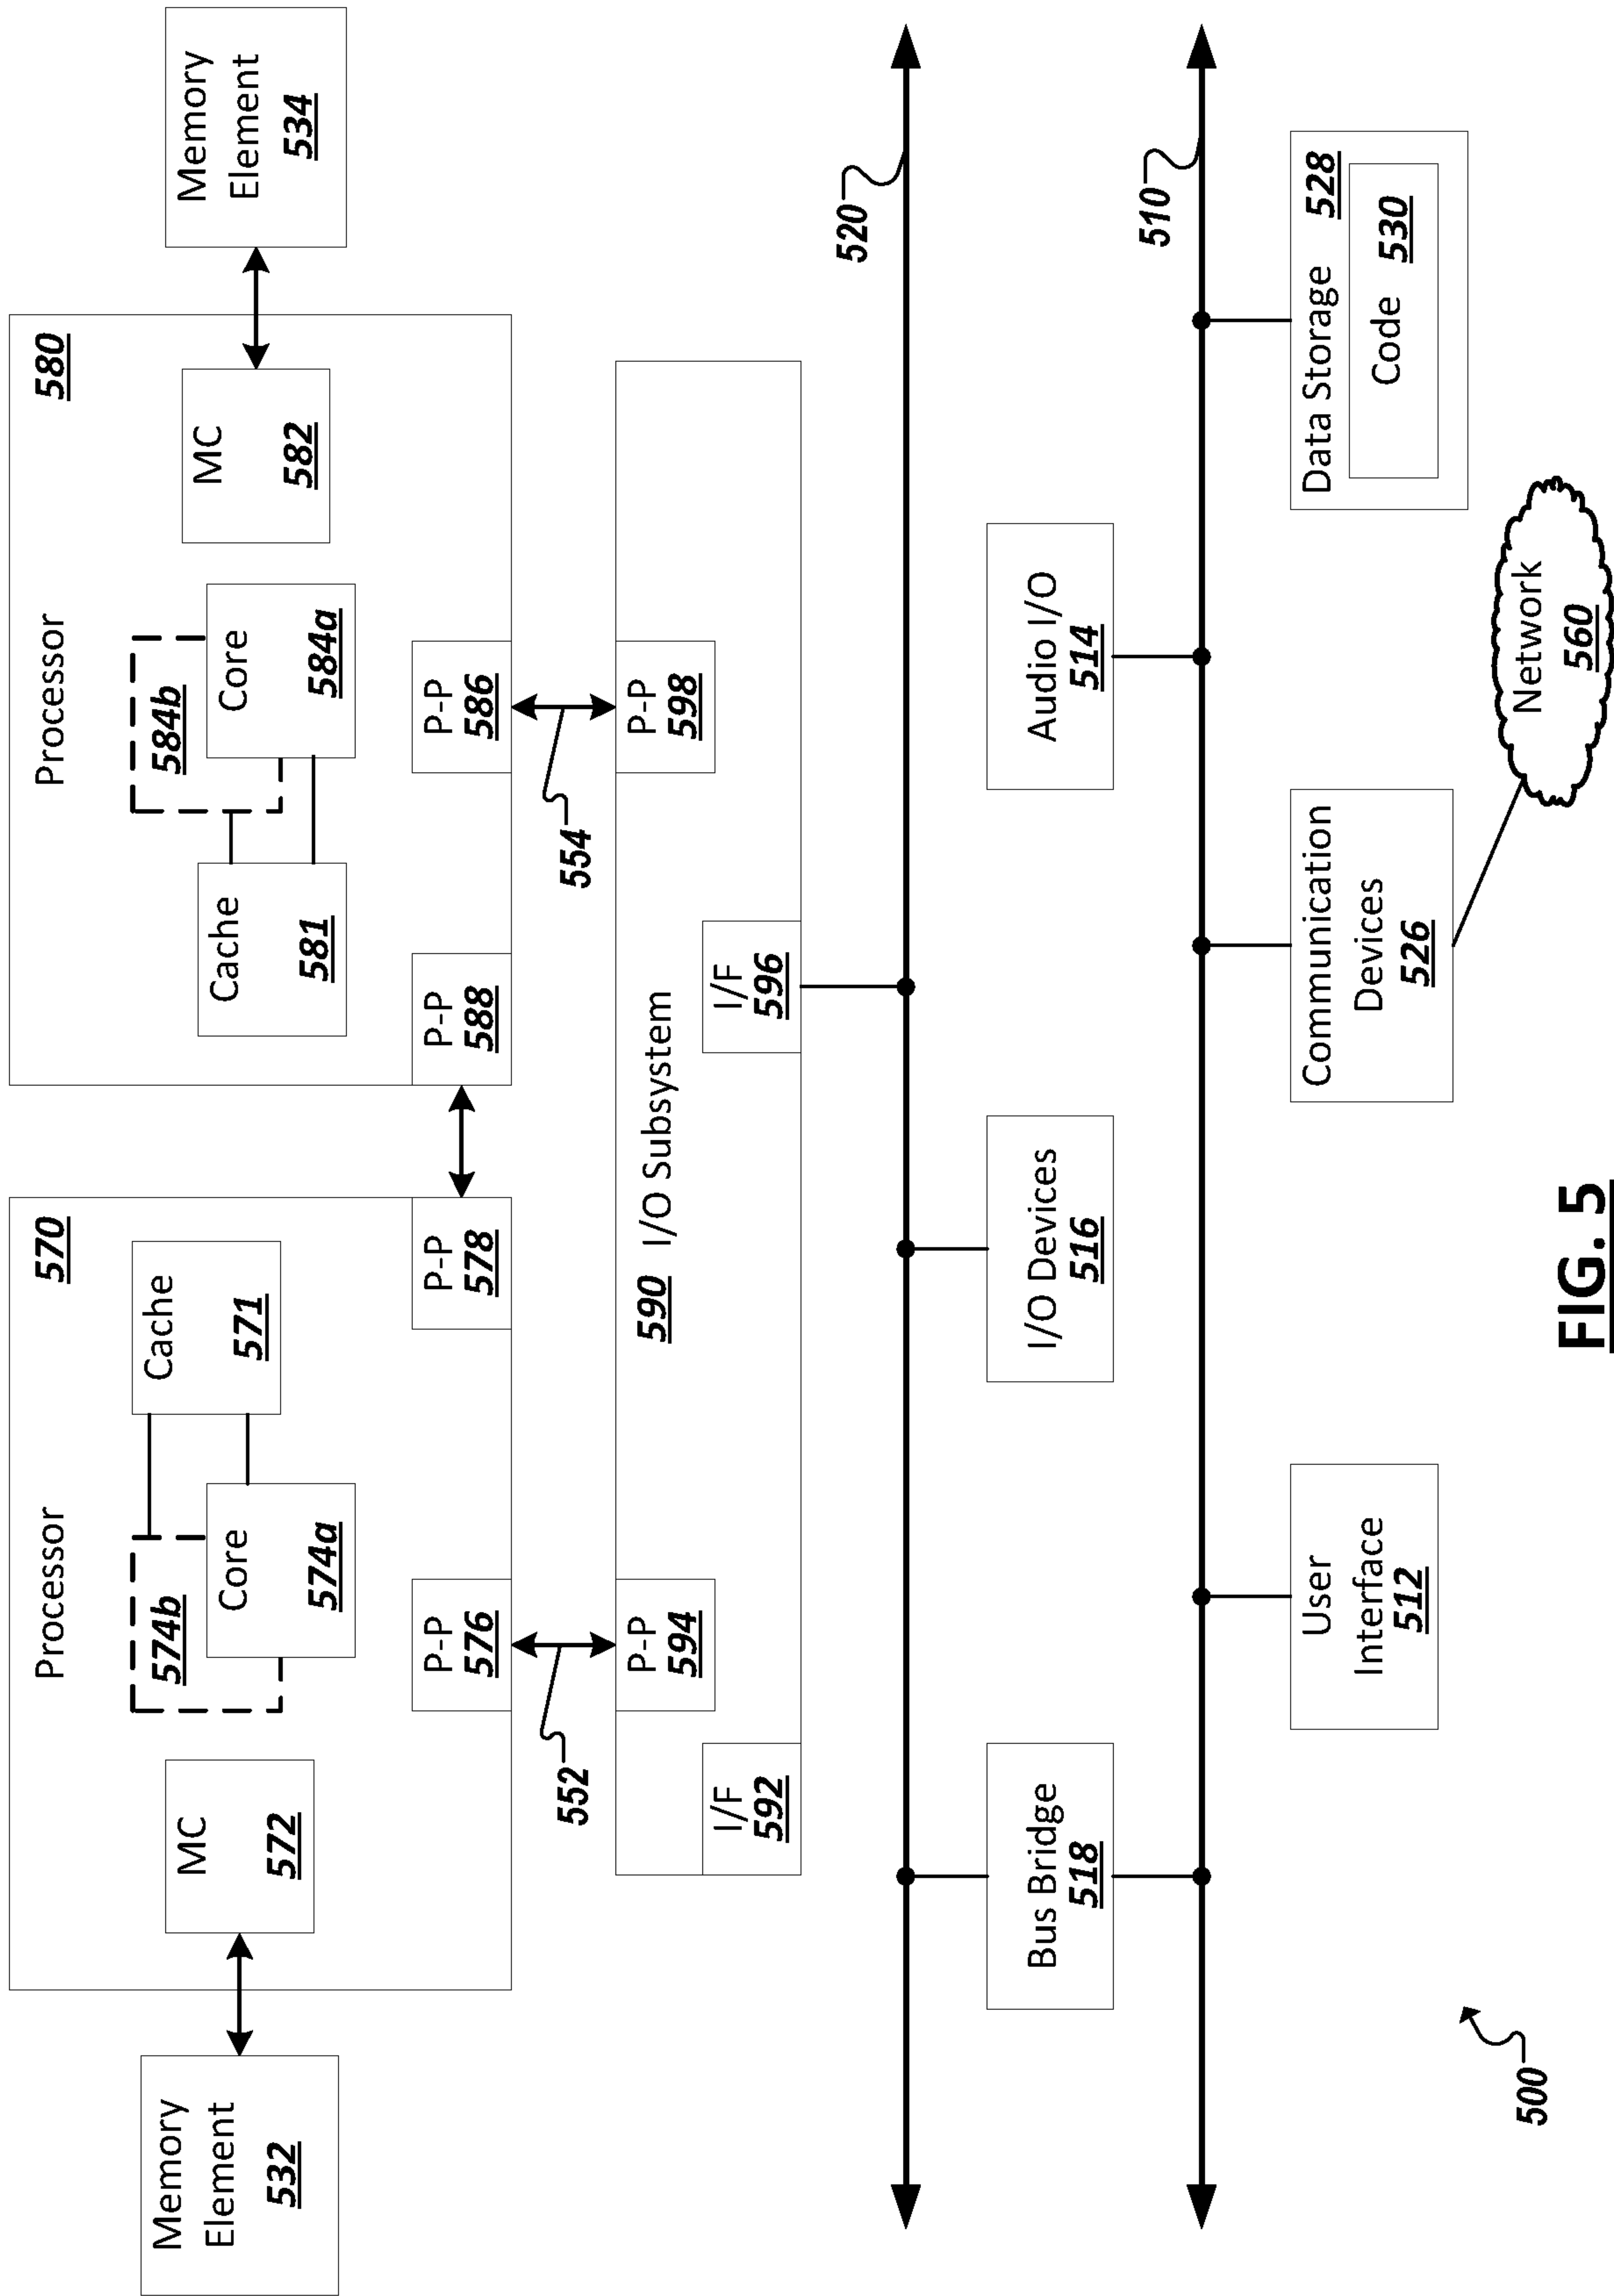 Memory
Element
532
Processor
570
MC
572
574b
Core
574a
Cache
571
P-P
576
P-P
578
Processor
580
Cache
581
584b
Core
584a
MC
582
P-P
588
P-P
586
Memory
Element
534
552
554
P-P
594
590 I/O Subsystem
P-P
598
I/F
592
I/F
596
520
Bus Bridge
518
I/O Devices
516
Audio I/O
514
510
User
Interface
512
Communication
Devices
526
Data Storage 528
Code 530
Network
560
500
FIG. 5